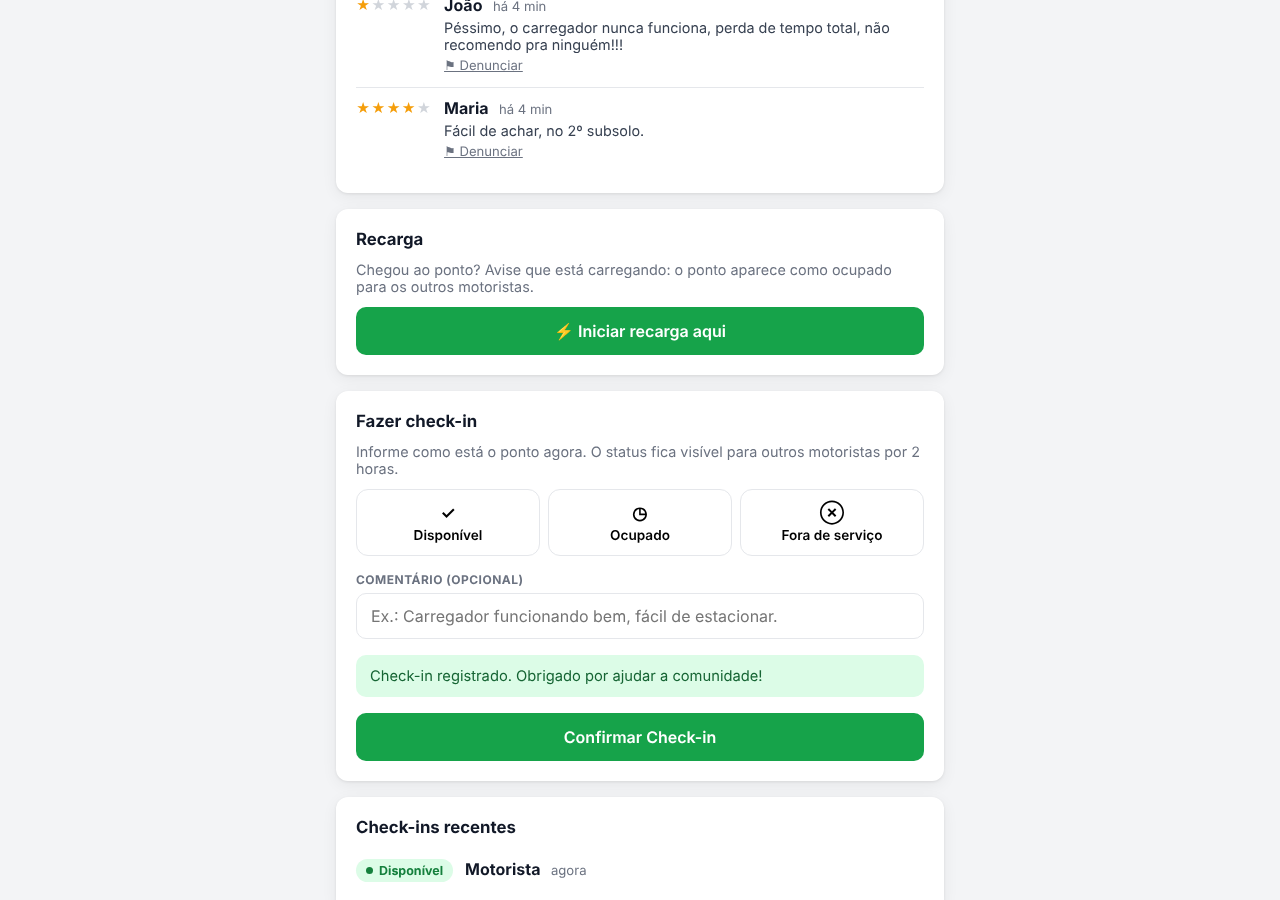 João há 4 min
Péssimo, o carregador nunca funciona, perda de tempo total, não
recomendo pra ninguém!!!
⚑ Denunciar
Maria há 4 min
Fácil de achar, no 2º subsolo.
⚑ Denunciar
Recarga
Chegou ao ponto? Avise que está carregando: o ponto aparece como ocupado
para os outros motoristas.
⚡ Iniciar recarga aqui
Fazer check-in
Informe como está o ponto agora. O status fica visível para outros motoristas por 2
horas.
Disponível
Ocupado
Fora de serviço
COMENTÁRIO (OPCIONAL)
Ex.: Carregador funcionando bem, fácil de estacionar.
Check-in registrado. Obrigado por ajudar a comunidade!
Confirmar Check-in
Check-ins recentes
Disponível Motorista agora